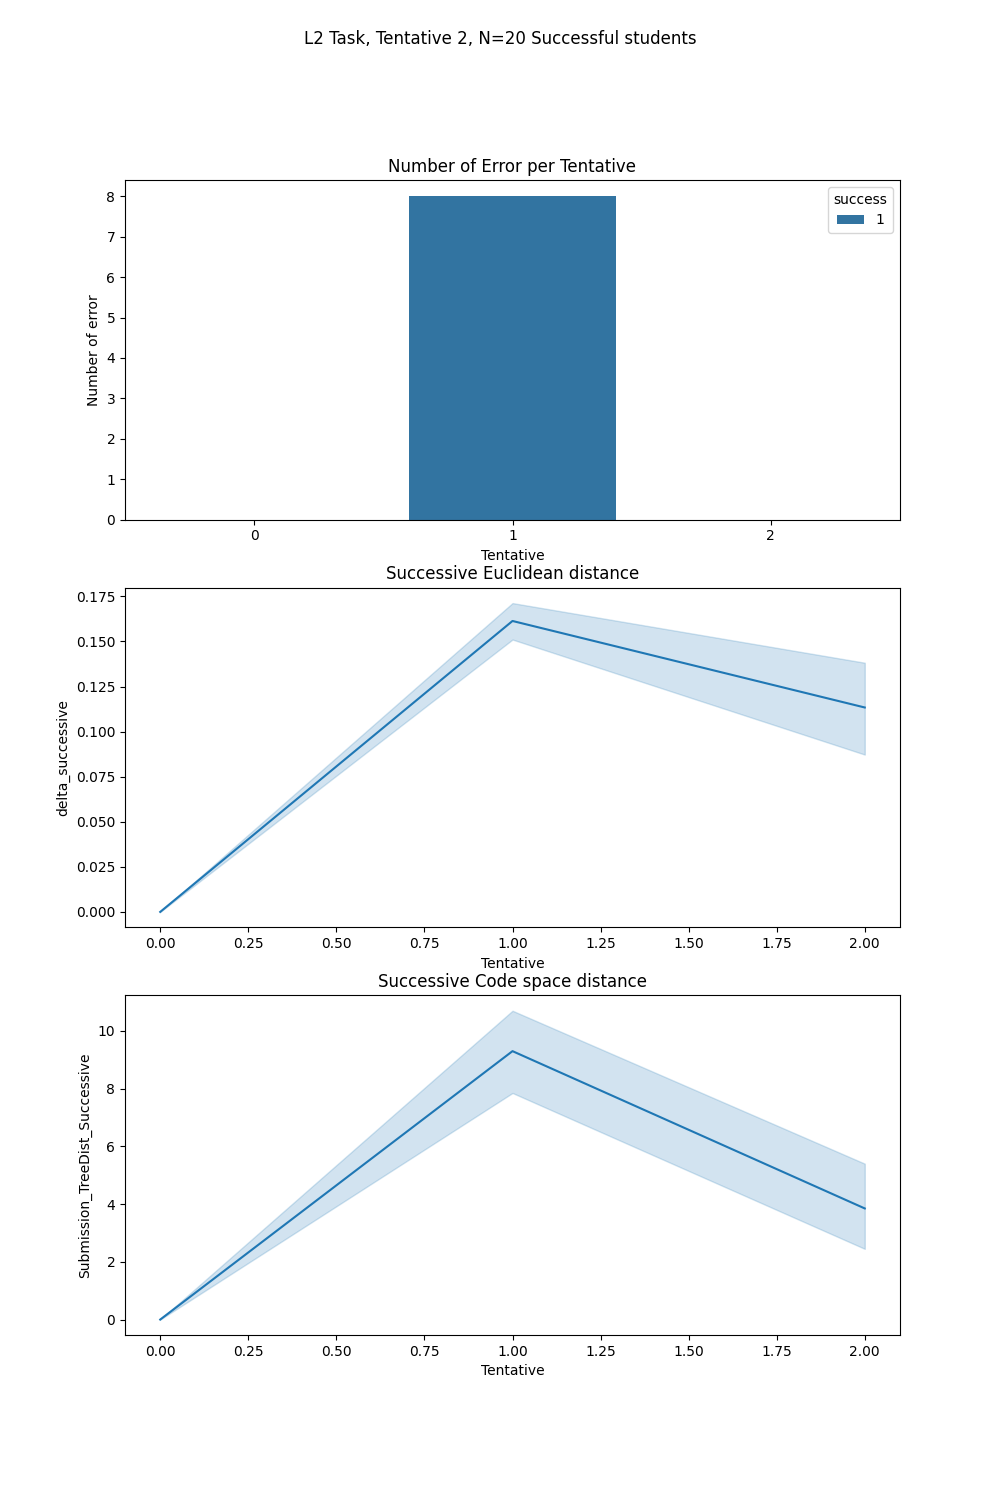 L2 Task, Tentative 2, N=20 Successful students
Number of Error per Tentative
success
1
8
7
6
5
4
3
2
1
0
Number of error
0 1 2
Tentative
Successive Euclidean distance
0.175
0.150
0.125
0.100
0.075
0.050
0.025
0.000
delta_successive
0.00 0.25 0.50 0.75 1.00 1.25 1.50 1.75 2.00
Tentative
Successive Code space distance
10
8
6
4
2
0
Submission_TreeDist_Successive
0.00 0.25 0.50 0.75 1.00 1.25 1.50 1.75 2.00
Tentative